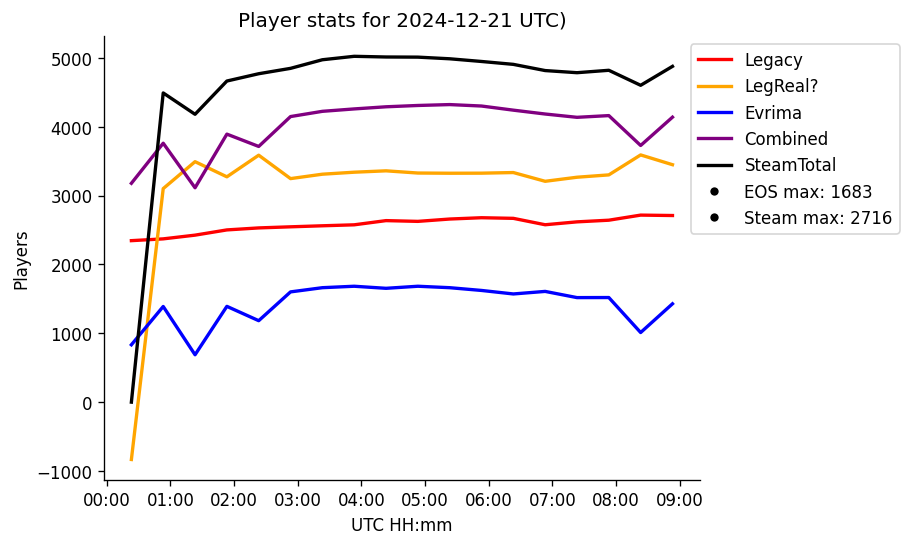 Player stats for 2024-12-21 UTC)
Players
5000
4000
3000
2000
1000
0
−1000
00:00 01:00 02:00 03:00 04:00 05:00 06:00 07:00 08:00 09:00
UTC HH:mm
Legacy
LegReal?
Evrima
Combined
SteamTotal
EOS max: 1683
Steam max: 2716